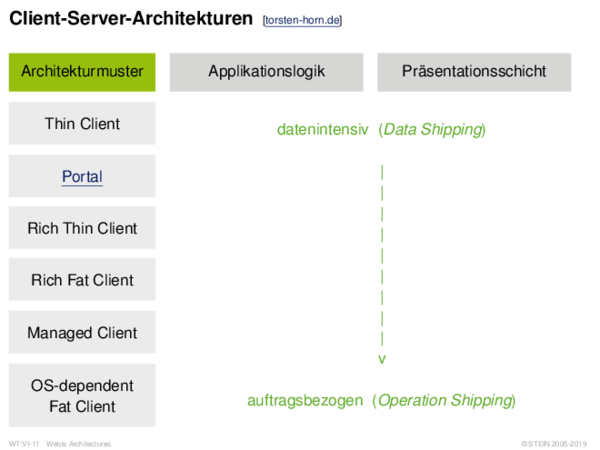 Client-Server-Architekturen [torsten-horn.de]
Architekturmuster Applikationslogik Präsentationsschicht
Thin Client
datenintensiv (Data Shipping)
Portal
Rich Thin Client
Rich Fat Client
Managed Client
OS-dependent
Fat Client
auftragsbezogen (Operation Shipping)
WT:VI-11 Webis Architectures ©STEIN 2005-2019